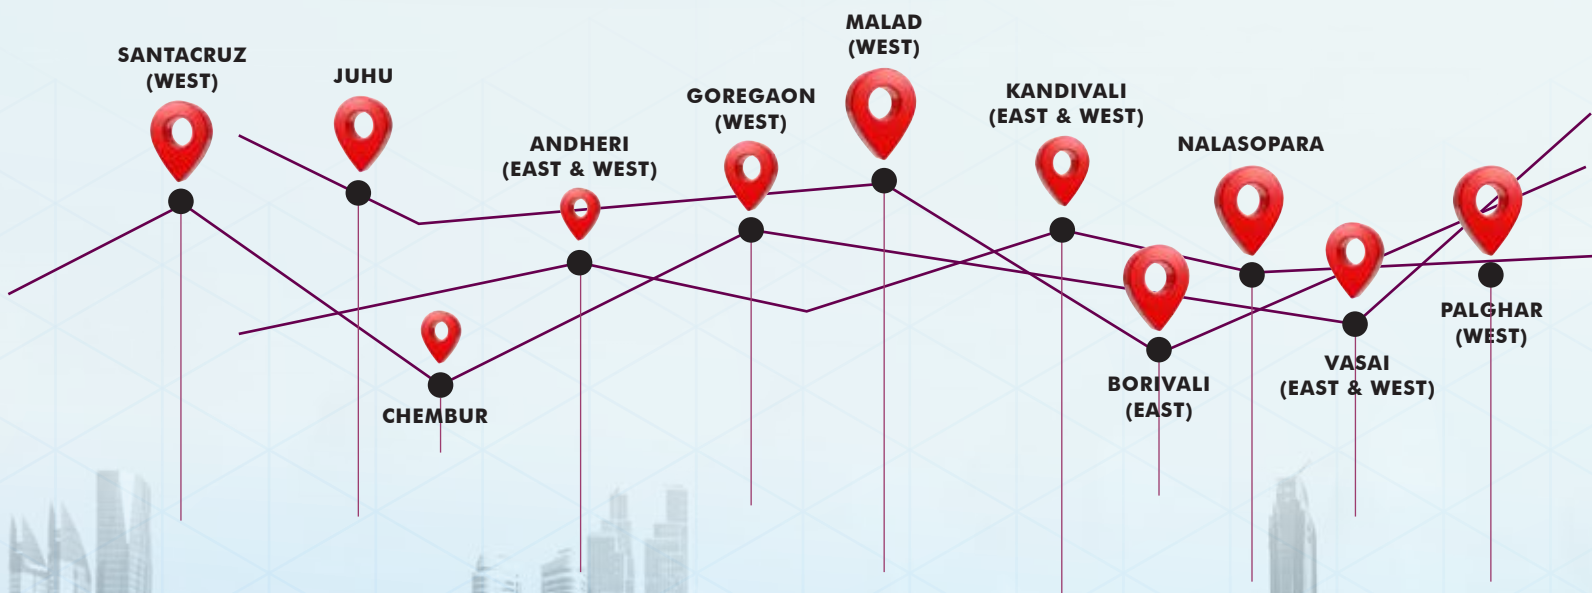 SANTACRUZ
(WEST)
JUHU
CHEMBUR
ANDHERI
(EAST & WEST)
GOREGAON
(WEST)
MALAD
(WEST)
KANDIVALI
(EAST & WEST)
BORIVALI
(EAST)
NALASOPARA
VASAI
(EAST & WEST)
PALGHAR
(WEST)